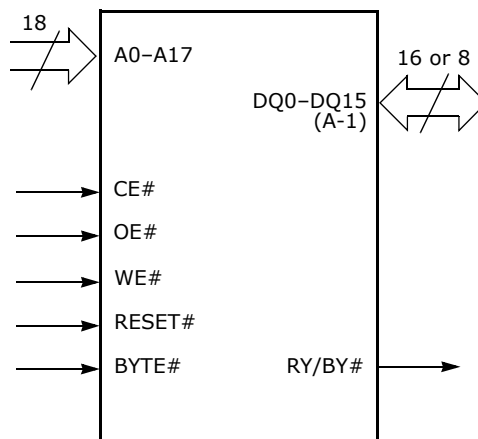 18
A0–A17
16 or 8
DQ0–DQ15
(A-1)
CE#
OE#
WE#
RESET#
BYTE#
RY/BY#